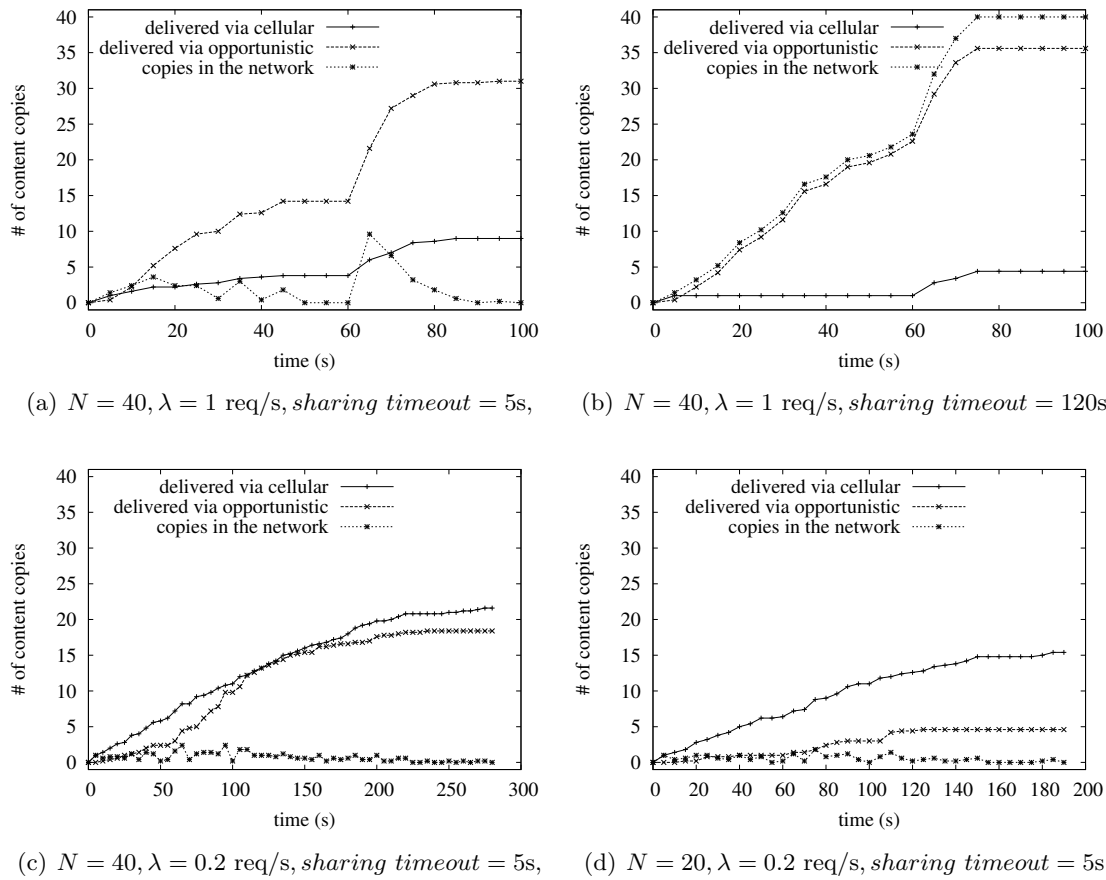 # of content copies
40
35
30
25
20
15
10
5
0
delivered via cellular
delivered via opportunistic
copies in the network
0 20 40 60 80 100
time (s)
(a) N = 40, λ = 1 req/s, sharing timeout = 5s,
# of content copies
40
35
30
25
20
15
10
5
0
delivered via cellular
delivered via opportunistic
copies in the network
0 20 40 60 80 100
time (s)
(b) N = 40, λ = 1 req/s, sharing timeout = 120s
# of content copies
40
35
30
25
20
15
10
5
0
delivered via cellular
delivered via opportunistic
copies in the network
0 50 100 150 200 250 300
time (s)
(c) N = 40, λ = 0.2 req/s, sharing timeout = 5s,
# of content copies
40
35
30
25
20
15
10
5
0
delivered via cellular
delivered via opportunistic
copies in the network
0 20 40 60 80 100 120 140 160 180 200
time (s)
(d) N = 20, λ = 0.2 req/s, sharing timeout = 5s